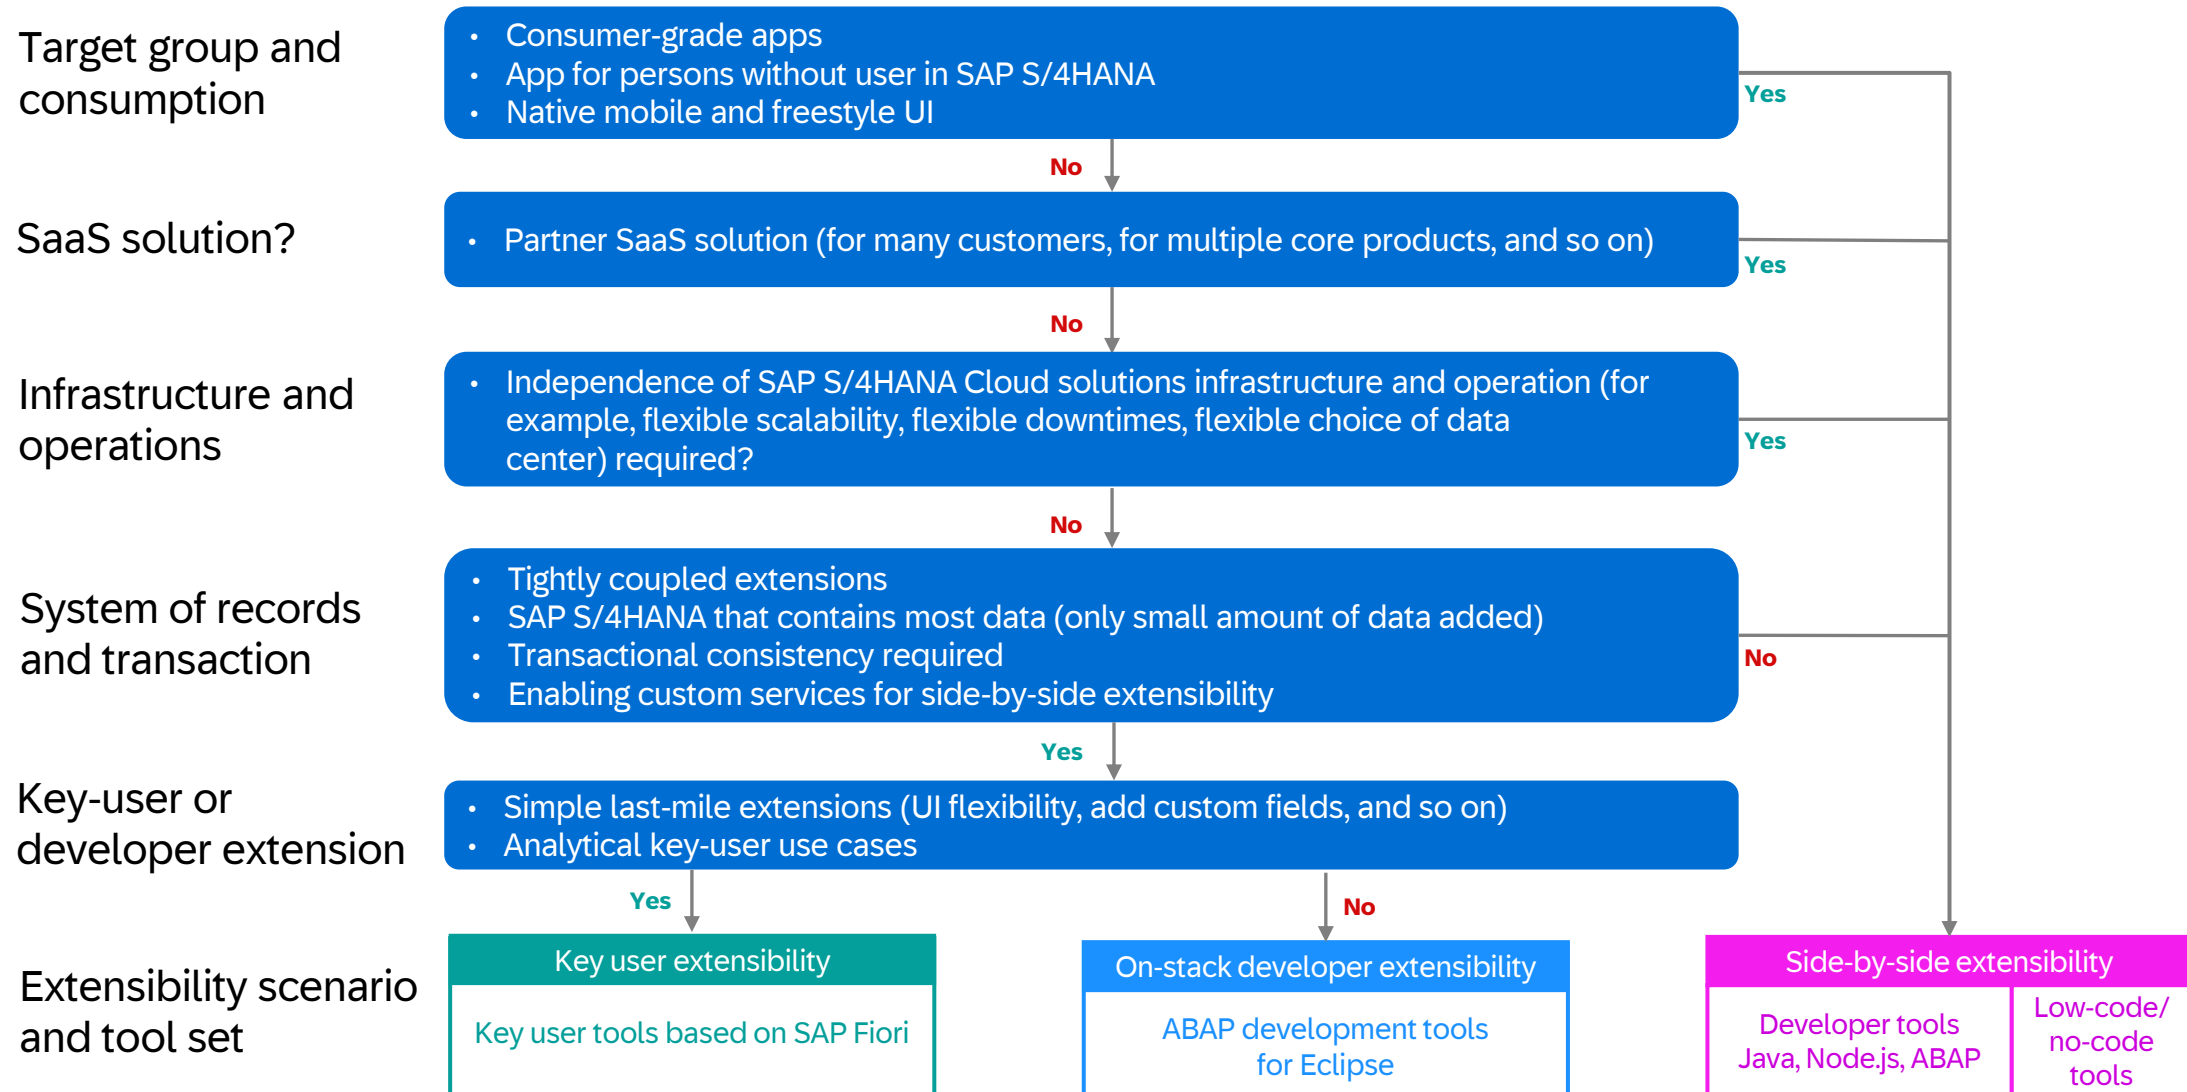 Target group and
consumption
• Consumer-grade apps
• App for persons without user in SAP S/4HANA
• Native mobile and freestyle UI
Yes
No
SaaS solution?
• Partner SaaS solution (for many customers, for multiple core products, and so on)
Yes
No
Infrastructure and
operations
• Independence of SAP S/4HANA Cloud solutions infrastructure and operation (for
example, flexible scalability, flexible downtimes, flexible choice of data
center) required?
Yes
No
System of records
and transaction
• Tightly coupled extensions
• SAP S/4HANA that contains most data (only small amount of data added)
• Transactional consistency required
• Enabling custom services for side-by-side extensibility
No
Yes
Key-user or
developer extension
• Simple last-mile extensions (UI flexibility, add custom fields, and so on)
• Analytical key-user use cases
Yes
No
Extensibility scenario
and tool set
Key user extensibility
Key user tools based on SAP Fiori
On-stack developer extensibility
ABAP development tools
for Eclipse
Side-by-side extensibility
Developer tools
Java, Node.js, ABAP
Low-code/
no-code
tools